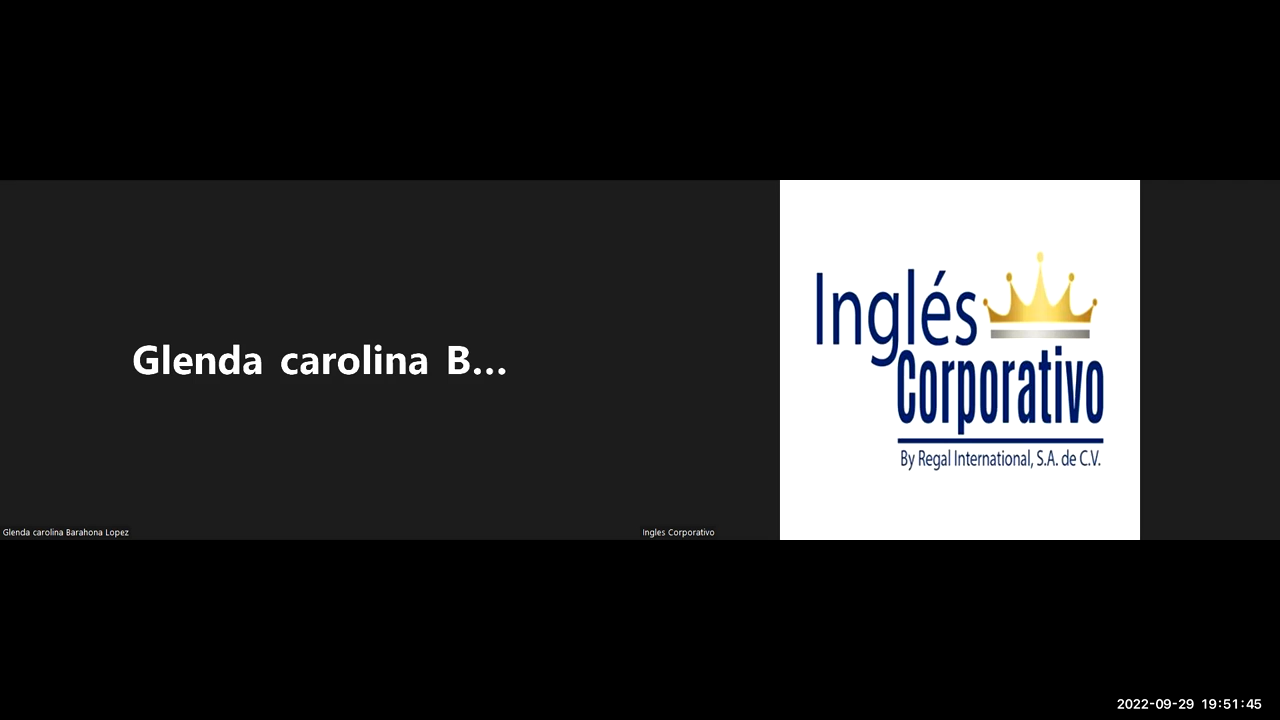 Glenda carolina B...
Glenda carolina Barahona Lopez
Inglés
Corporativo
By Regal International, S.A. de C.V.
Ingles Corporativo
2022-09-29 19:51:45